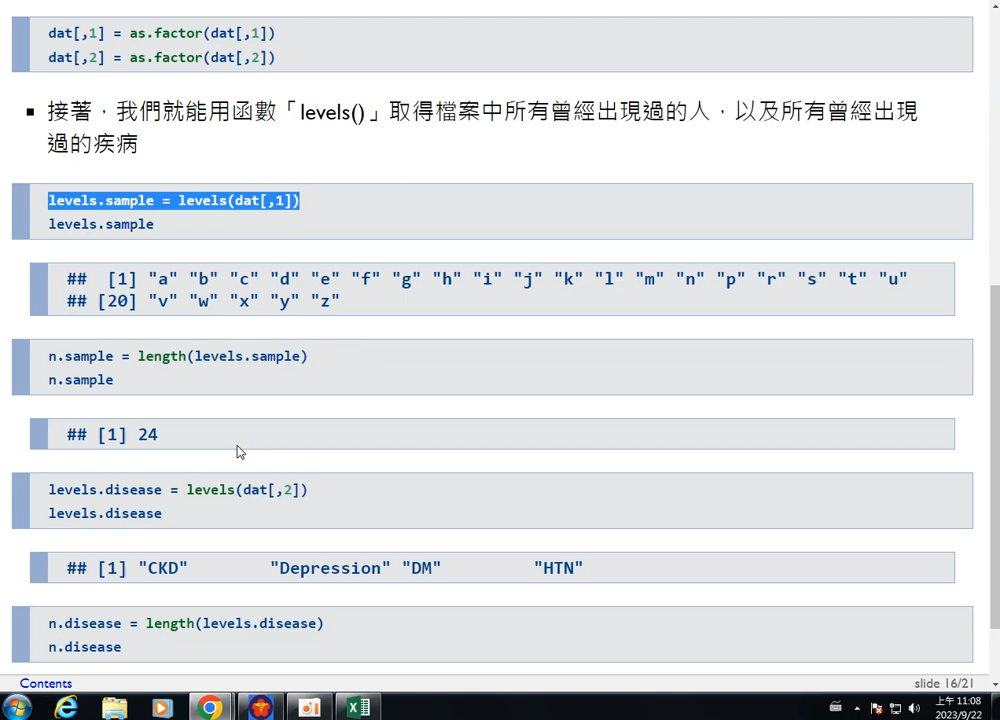 dat[,1] = as.factor(dat[,1])
dat[,2] = as.factor(dat[,2])
▪ 接著，我們就能用函數「levels()」取得檔案中所有曾經出現過的人，以及所有曾經出現
過的疾病
levels.sample = levels(dat[,1])
levels.sample
##  [1] "a" "b" "c" "d" "e" "f" "g" "h" "i" "j" "k" "l" "m" "n" "p" "r" "s" "t" "u"
## [20] "v" "w" "x" "y" "z"
n.sample = length(levels.sample)
n.sample
## [1] 24
levels.disease = levels(dat[,2])
levels.disease
## [1] "CKD"        "Depression" "DM"         "HTN"
n.disease = length(levels.disease)
n.disease
Contents
slide 16/21
上午 11:08
2023/9/22